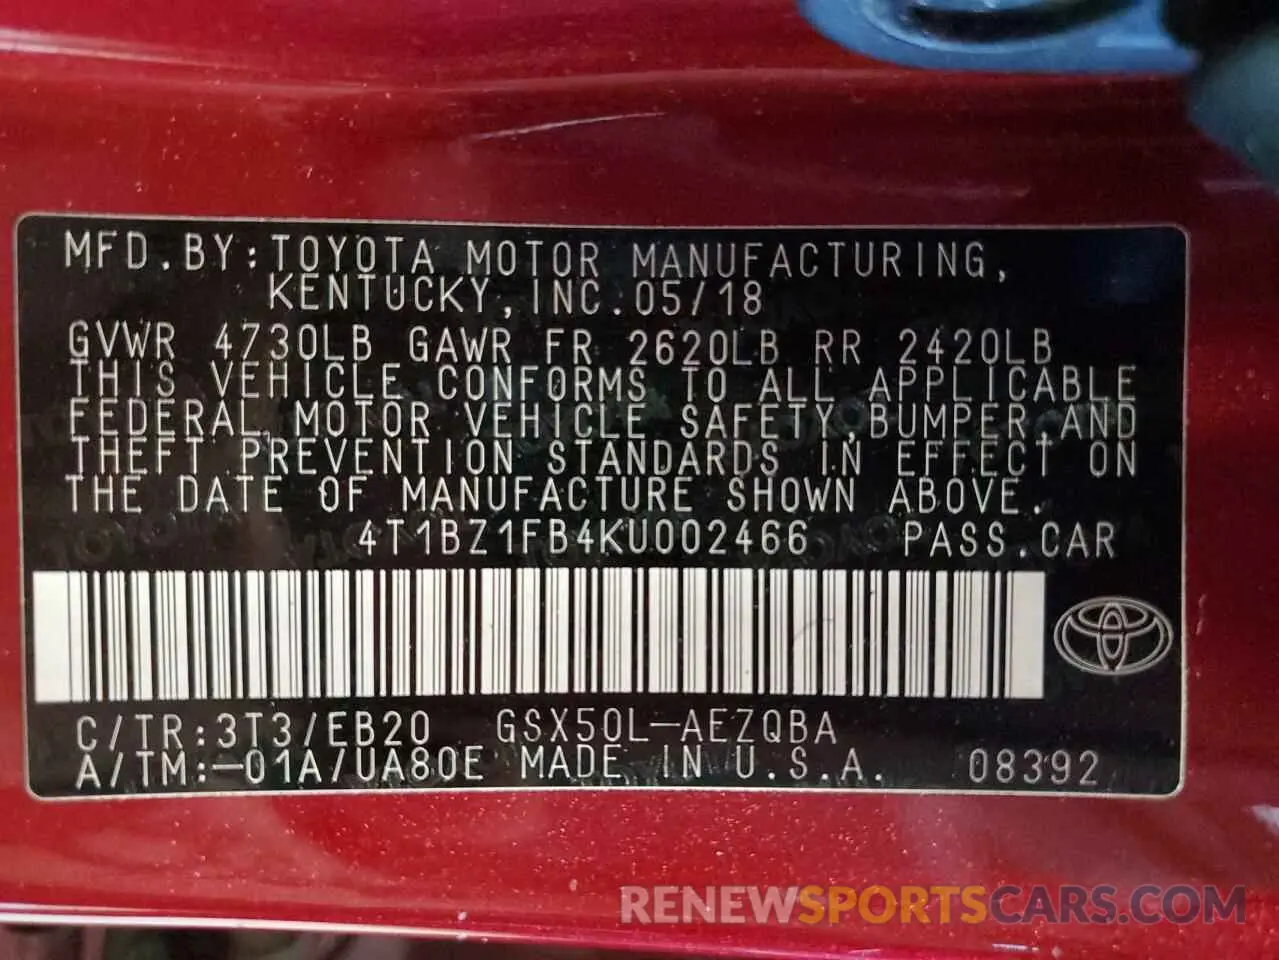 MFD.BY:TOYOTA MOTOR MANUFACTURING,
KENTUCKY,INC.05/18
GVWR 4730LB GAWR FR 2620LB RR 2420LB
THIS VEHICLE CONFORMS TO ALL APPLICABLE
FEDERAL MOTOR VEHICLE SAFETY,BUMPER,AND
THEFT PREVENTION STANDARDS IN EFFECT ON
THE DATE OF MANUFACTURE SHOWN ABOVE.
4T1BZ1FB4KU002466 PASS.CAR
C/TR:3T3/EB20 GSX50L-AEZQBA
A/TM:-01A/UA80E MADE IN U.S.A. 08392
RENEWSPORTSCARS.COM